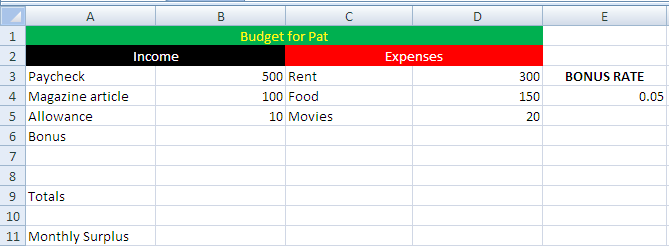 A B C D E
1 Budget for Pat
2 Income Expenses
3 Paycheck 500 Rent 300 BONUS RATE
4 Magazine article 100 Food 150 0.05
5 Allowance 10 Movies 20
6 Bonus
7
8
9 Totals
10
11 Monthly Surplus